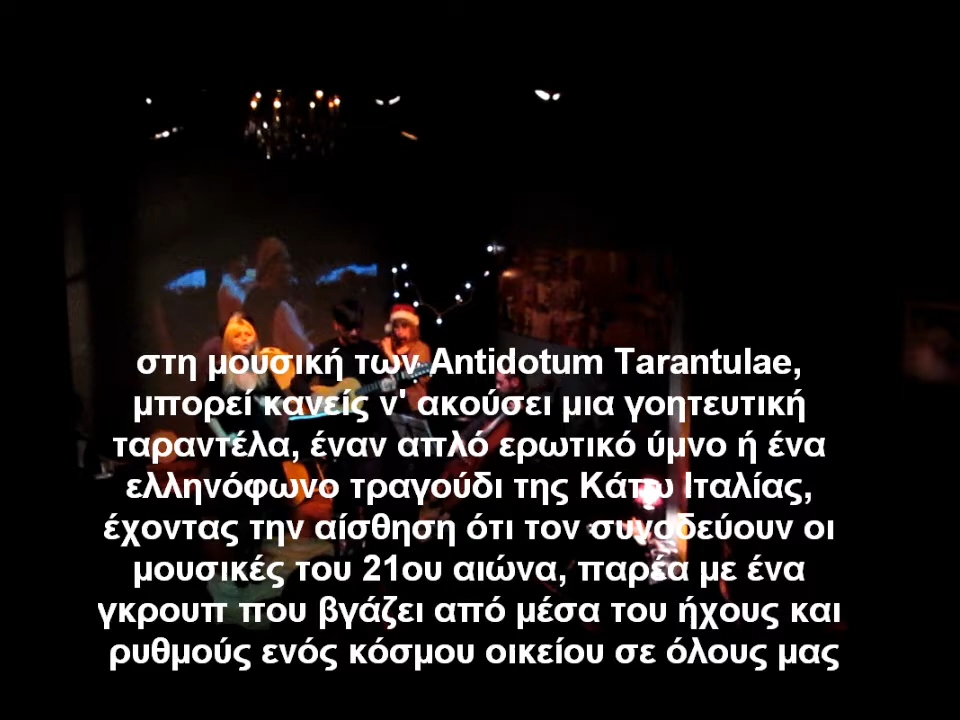 στη μουσική των Antidotum Tarantulae,
μπορεί κανείς ν' ακούσει μια γοητευτική
ταραντέλα, έναν απλό ερωτικό ύμνο ή ένα
ελληνόφωνο τραγούδι της Κάτω Ιταλίας,
έχοντας την αίσθηση ότι τον συνοδεύουν οι
μουσικές του 21ου αιώνα, παρέα με ένα
γκρουπ που βγάζει από μέσα του ήχους και
ρυθμούς ενός κόσμου οικείου σε όλους μας